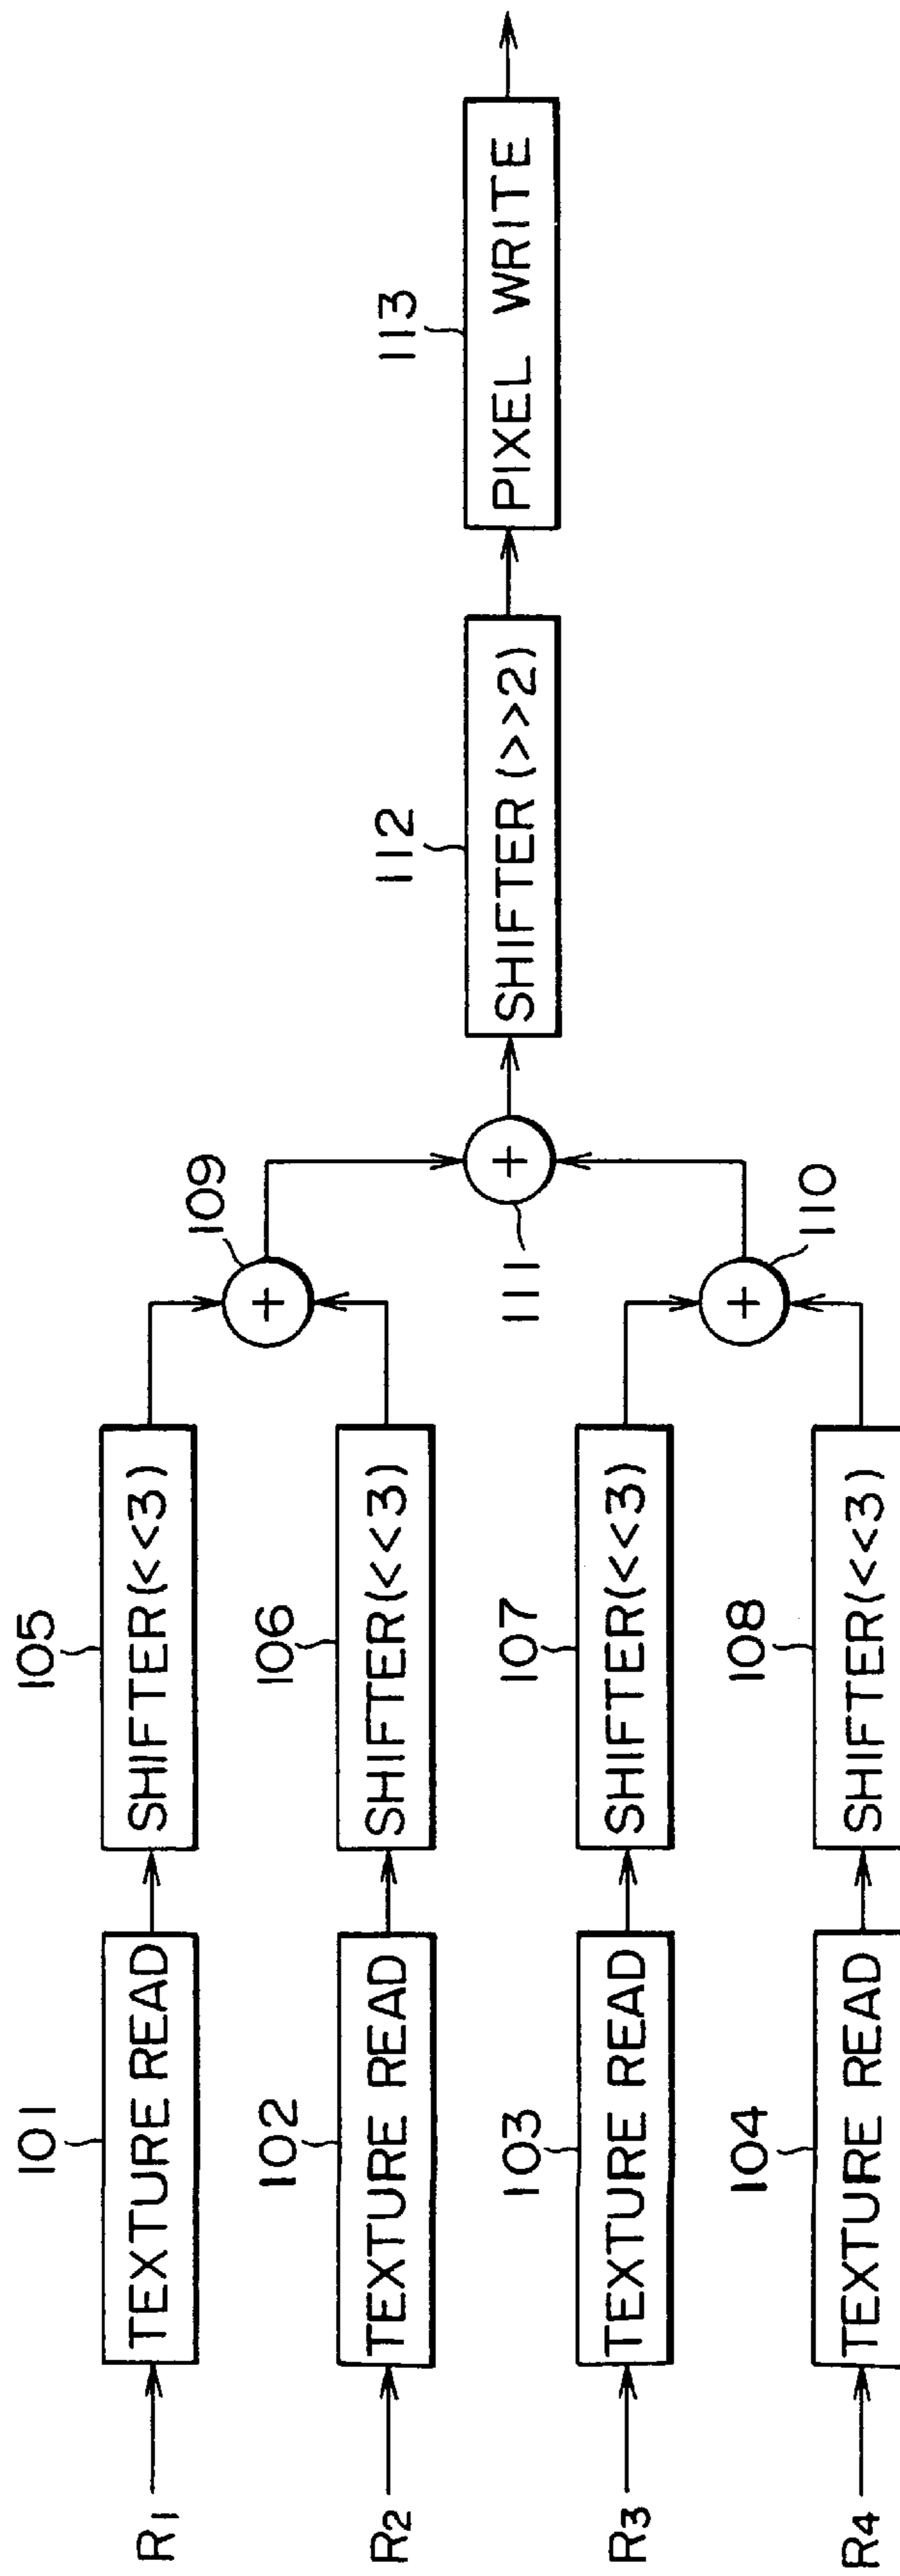 R1
101
TEXTURE READ
105
SHIFTER(<<3)
109
+
R2
102
TEXTURE READ
106
SHIFTER(<<3)
111
+
112
SHIFTER(>>2)
113
PIXEL WRITE
R3
103
TEXTURE READ
107
SHIFTER(<<3)
110
+
R4
104
TEXTURE READ
108
SHIFTER(<<3)